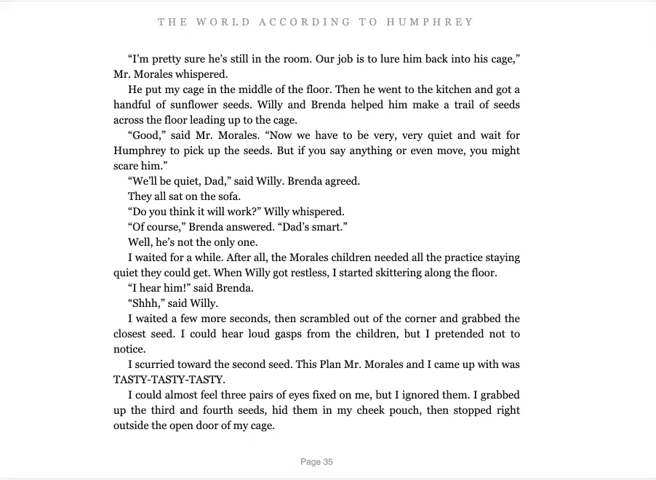 THE WORLD ACCORDING TO HUMPHREY
“I’m pretty sure he’s still in the room. Our job is to lure him back into his cage,”
Mr. Morales whispered.
He put my cage in the middle of the floor. Then he went to the kitchen and got a
handful of sunflower seeds. Willy and Brenda helped him make a trail of seeds
across the floor leading up to the cage.
“Good,” said Mr. Morales. “Now we have to be very, very quiet and wait for
Humphrey to pick up the seeds. But if you say anything or even move, you might
scare him.”
“We’ll be quiet, Dad,” said Willy. Brenda agreed.
They all sat on the sofa.
“Do you think it will work?” Willy whispered.
“Of course,” Brenda answered. “Dad’s smart.”
Well, he’s not the only one.
I waited for a while. After all, the Morales children needed all the practice staying
quiet they could get. When Willy got restless, I started skittering along the floor.
“I hear him!” said Brenda.
“Shhh,” said Willy.
I waited a few more seconds, then scrambled out of the corner and grabbed the
closest seed. I could hear loud gasps from the children, but I pretended not to
notice.
I scurried toward the second seed. This Plan Mr. Morales and I came up with was
TASTY-TASTY-TASTY.
I could almost feel three pairs of eyes fixed on me, but I ignored them. I grabbed
up the third and fourth seeds, hid them in my cheek pouch, then stopped right
outside the open door of my cage.
Page 35